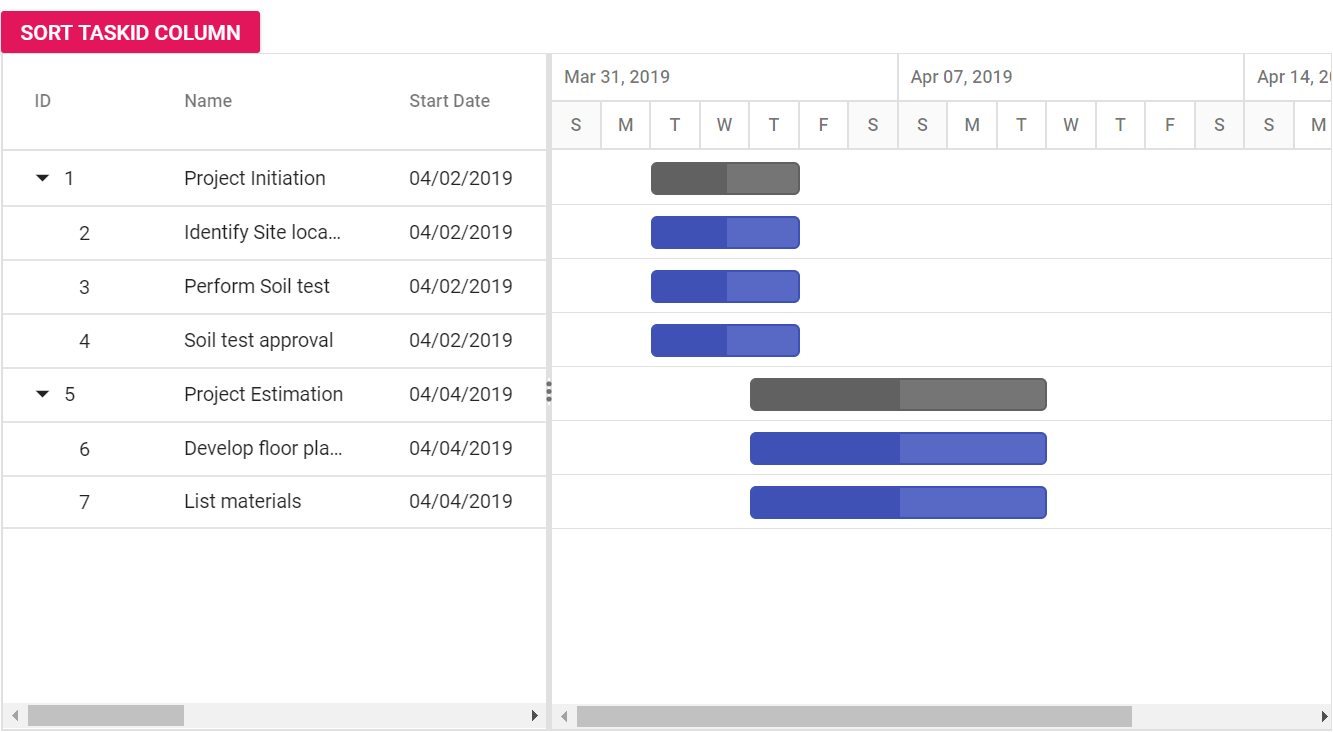 SORT TASKID COLUMN
ID Name Start Date
Mar 31, 2019 Apr 07, 2019 Apr 14, 2
S M T W T F S S M T W T F S S M
1 Project Initiation 04/02/2019
2 Identify Site loca... 04/02/2019
3 Perform Soil test 04/02/2019
4 Soil test approval 04/02/2019
5 Project Estimation 04/04/2019
6 Develop floor pla... 04/04/2019
7 List materials 04/04/2019